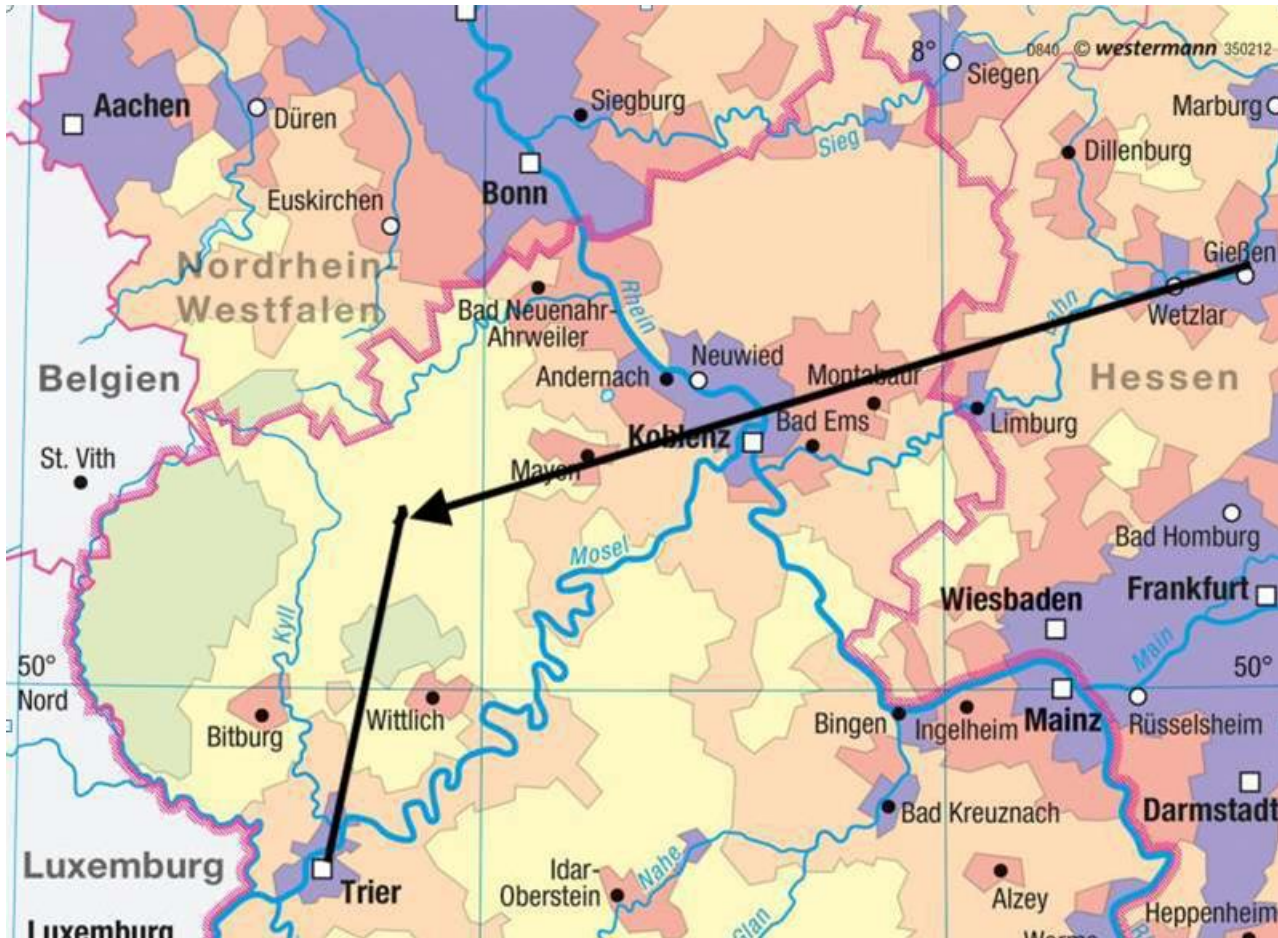 8°
D840 © westermann 350212
Siegen
Aachen
Düren
Siegburg
Marburg
Sieg
Dillenburg
Bonn
Euskirchen
Nordrhein-
Westfalen
Gießen
Bad Neuenahr-
Ahrweiler
Rhein
Lahn
Wetzlar
Belgien
Andernach
Neuwied
Montabaur
Hessen
Koblenz
Bad Ems
Limburg
St. Vith
Mayen
Bad Homburg
Mosel
Wiesbaden
Frankfurt
Kyll
Main
50°
Nord
50°
Bitburg
Wittlich
Bingen
Ingelheim
Mainz
Rüsselsheim
Bad Kreuznach
Darmstadt
Luxemburg
Trier
Idar-
Oberstein
Nahe
Alzey
Glan
Heppenheim
Luxemburg
Worms